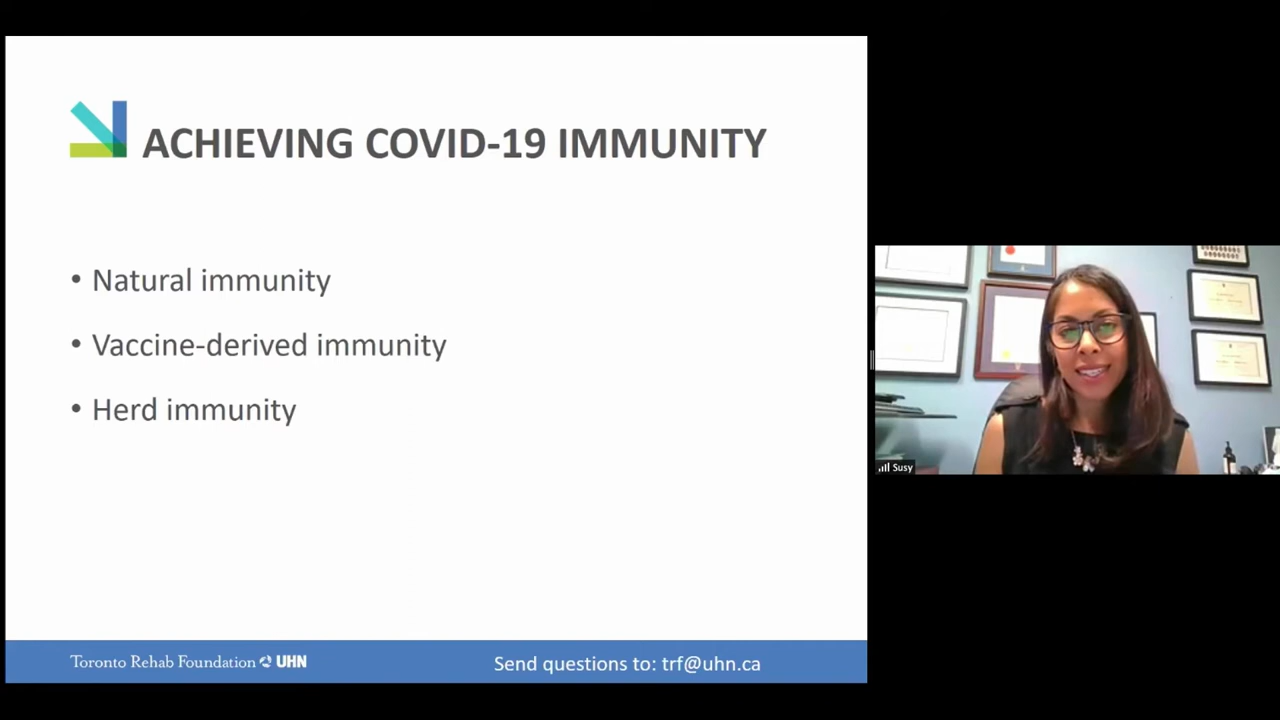 ACHIEVING COVID-19 IMMUNITY
• Natural immunity
• Vaccine-derived immunity
• Herd immunity
Toronto Rehab Foundation UHN
Send questions to: trf@uhn.ca
Susy